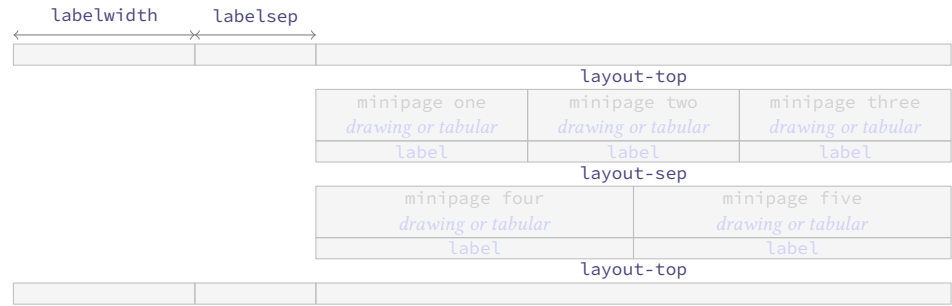 labelwidth labelsep
layout-top
minipage one minipage two minipage three
drawing or tabular drawing or tabular drawing or tabular
label label label
layout-sep
minipage four minipage five
drawing or tabular drawing or tabular
label label
layout-top